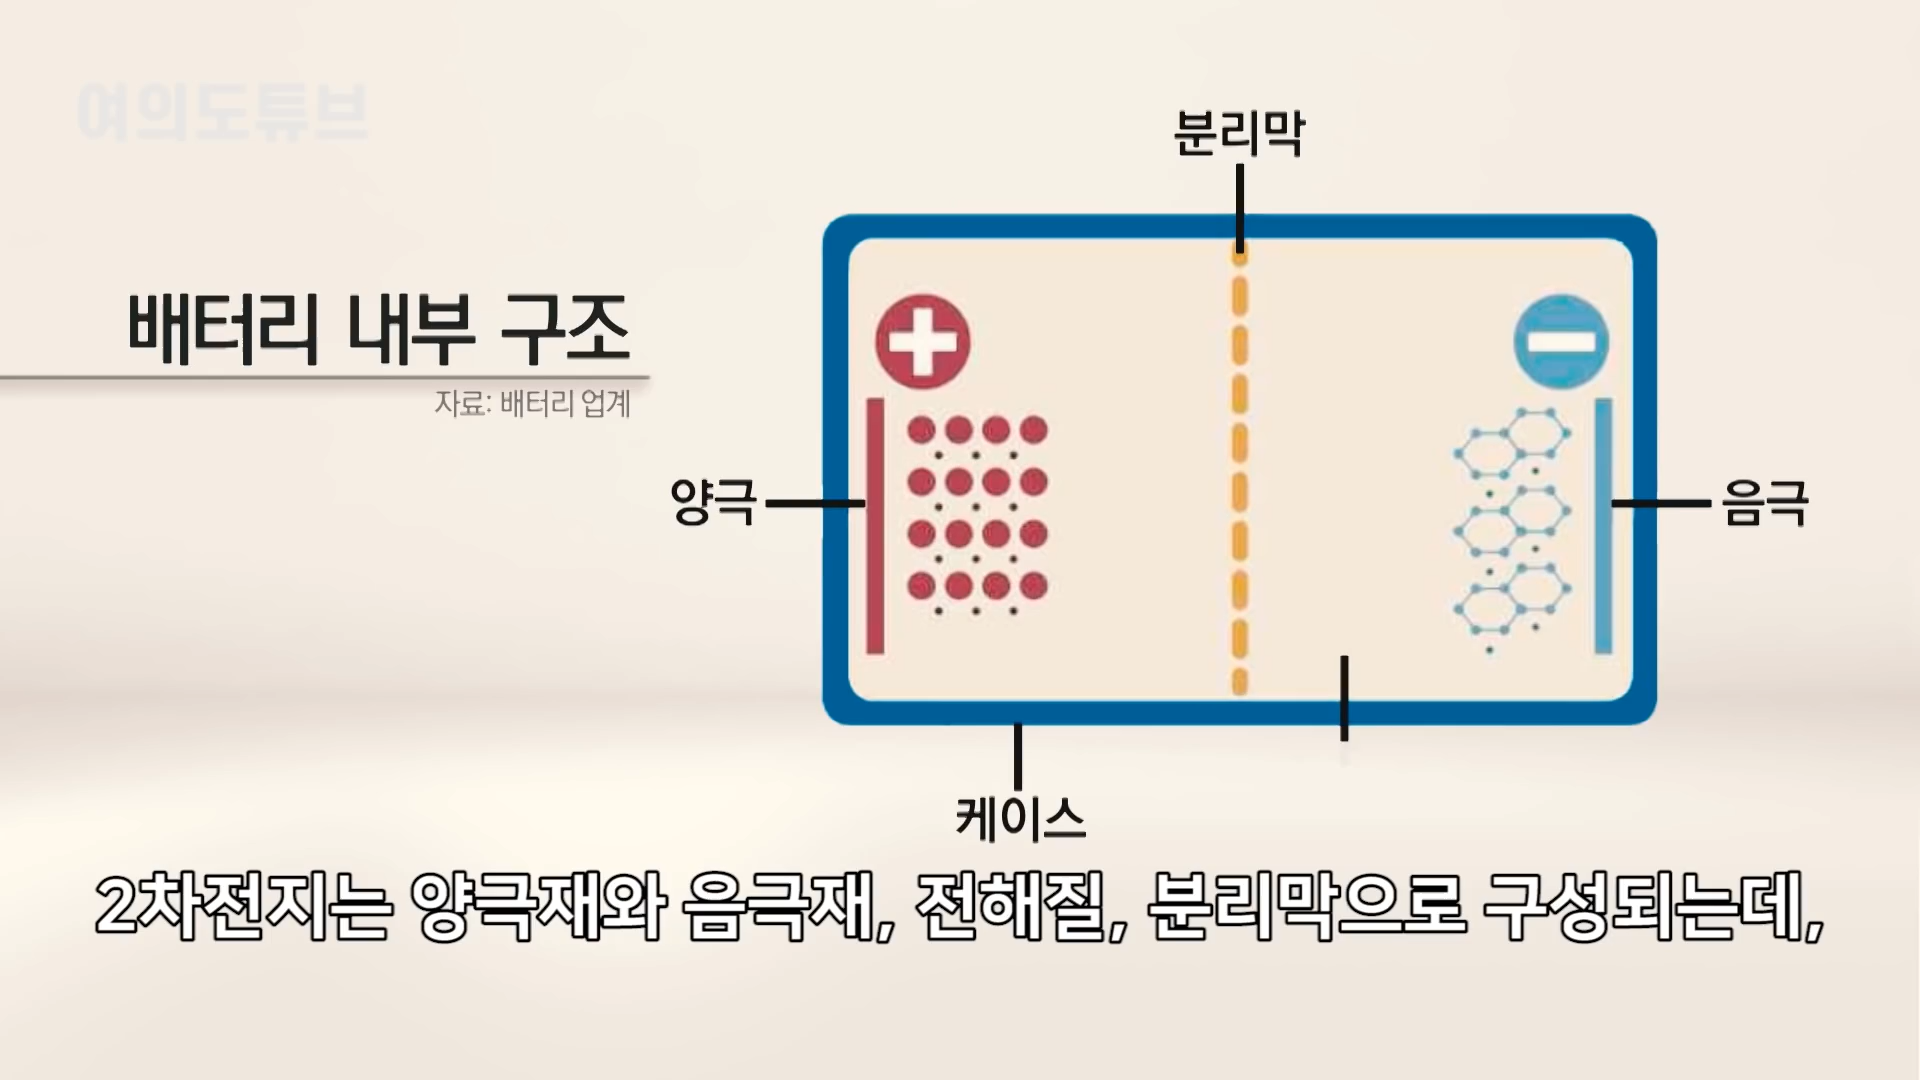 여의도튜브
분리막
배터리 내부 구조
자료: 배터리 업계
양극
음극
케이스
2차전지는 양극재와 음극재, 전해질, 분리막으로 구성되는데,